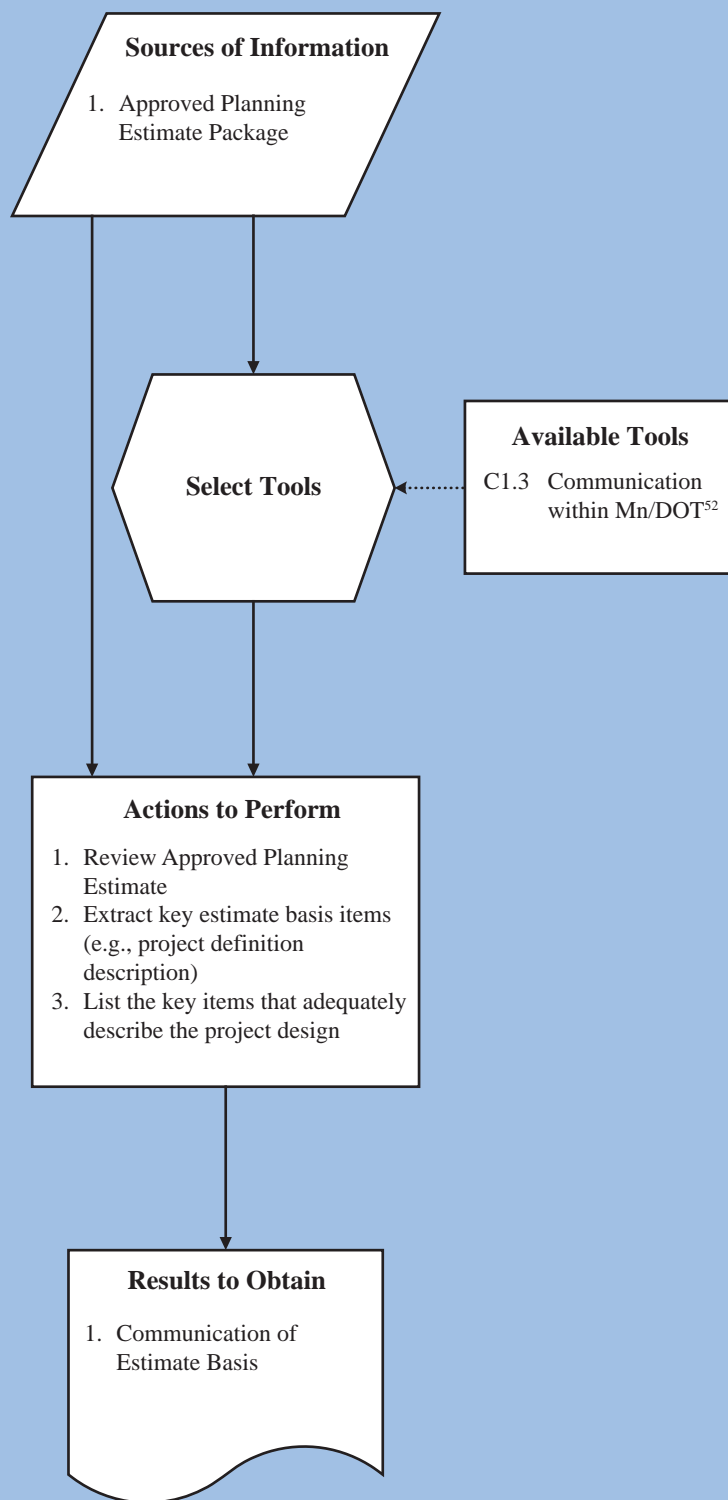 Sources of Information
1. Approved Planning
Estimate Package
Select Tools
Available Tools
C1.3 Communication
within Mn/DOT52
Actions to Perform
1. Review Approved Planning
Estimate
2. Extract key estimate basis items
(e.g., project definition
description)
3. List the key items that adequately
describe the project design
Results to Obtain
1. Communication of
Estimate Basis